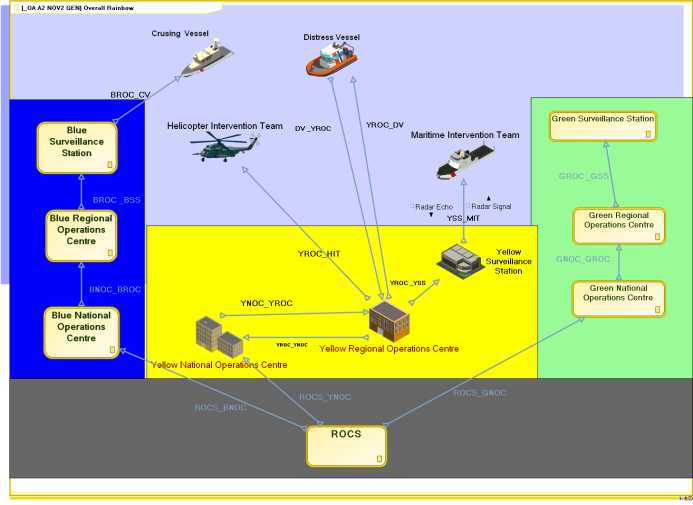 [_OA A2 NOV2 GEN] Overall Rainbow
Crusing Vessel
Distress Vessel
BROC_CV
Helicopter Intervention Team
DV_YROC
YROC_DV
Maritime Intervention Team
Green Surveillance Station
Blue
Surveillance
Station
GROC_GSS
BROC_BSS
Radar Echo
Radar Signal
YSS_MIT
Blue Regional
Operations
Centre
Green Regional
Operations Centre
YROC_HIT
Yellow
Surveillance
Station
GNOC_GROC
BNOC_BROC
YROC_YSS
Green National
Operations Centre
YNOC_YROC
Blue National
Operations
Centre
YROC_YNOC
Yellow Regional Operations Centre
Yellow National Operations Centre
ROCS_BNOC
ROCS_YNOC
ROCS_GNOC
ROCS